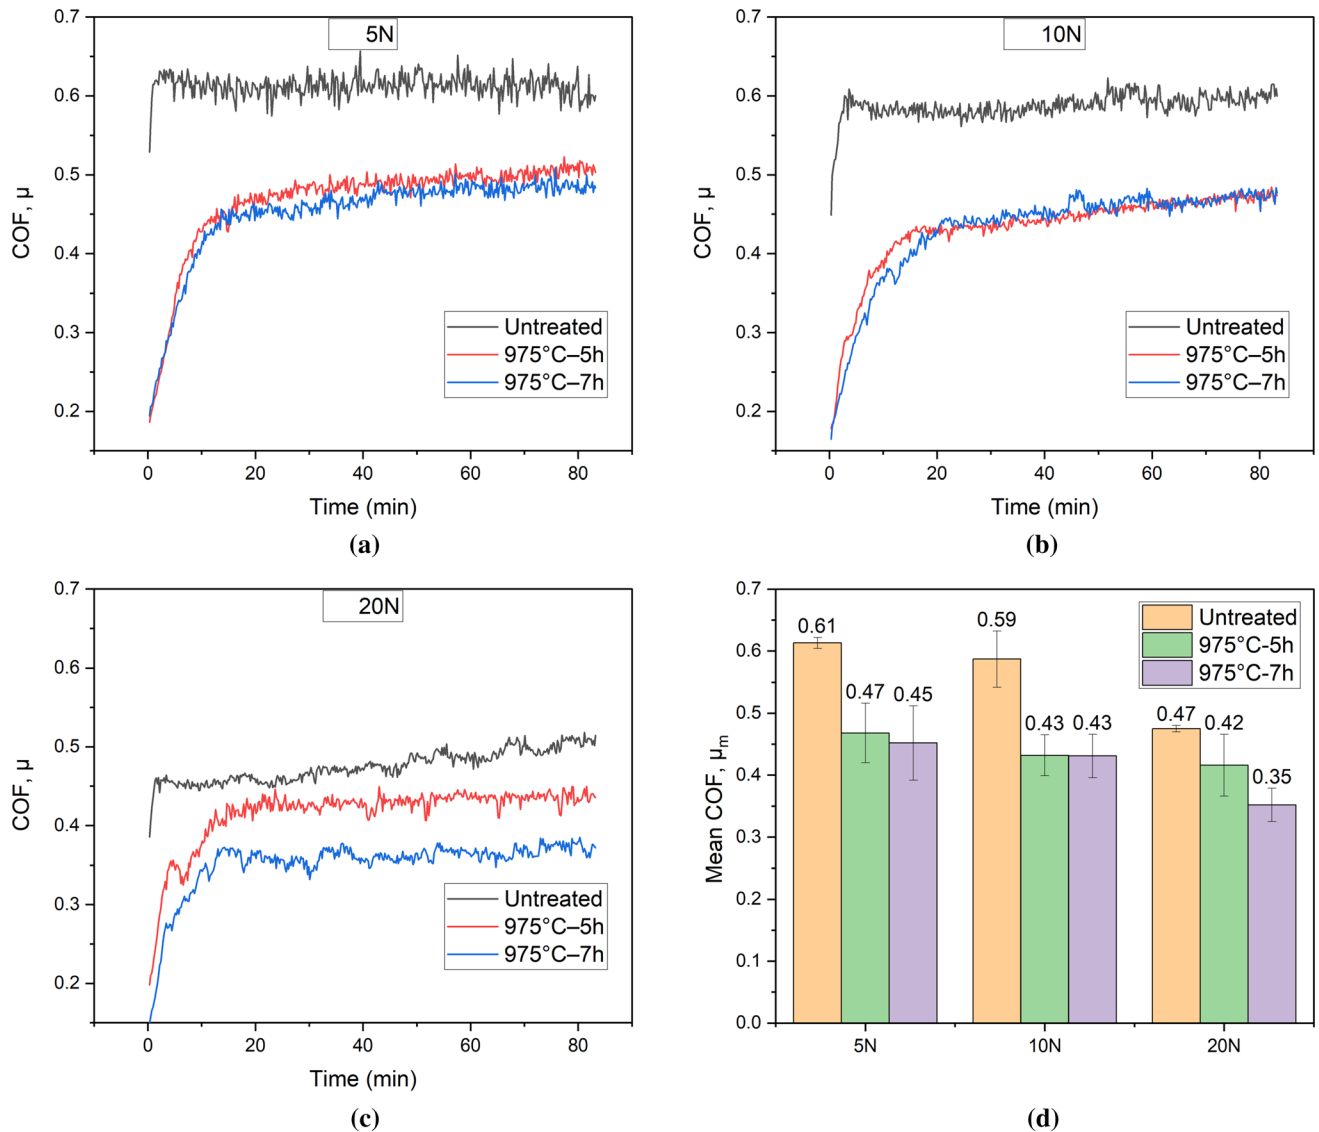 5N
0.7
0.6
0.5
0.4
0.3
0.2
COF, μ
Untreated
975°C–5h
975°C–7h
0
20
40
60
80
Time (min)
(a)
10N
0.7
0.6
0.5
0.4
0.3
0.2
COF, μ
Untreated
975°C–5h
975°C–7h
0
20
40
60
80
Time (min)
(b)
20N
0.7
0.6
0.5
0.4
0.3
0.2
COF, μ
Untreated
975°C–5h
975°C–7h
0
20
40
60
80
Time (min)
(c)
0.7
0.6
0.5
0.4
0.3
0.2
0.1
0.0
Mean COF, μm
Untreated
975°C-5h
975°C-7h
0.61
0.47
0.45
0.59
0.43
0.43
0.47
0.42
0.35
5N
10N
20N
(d)